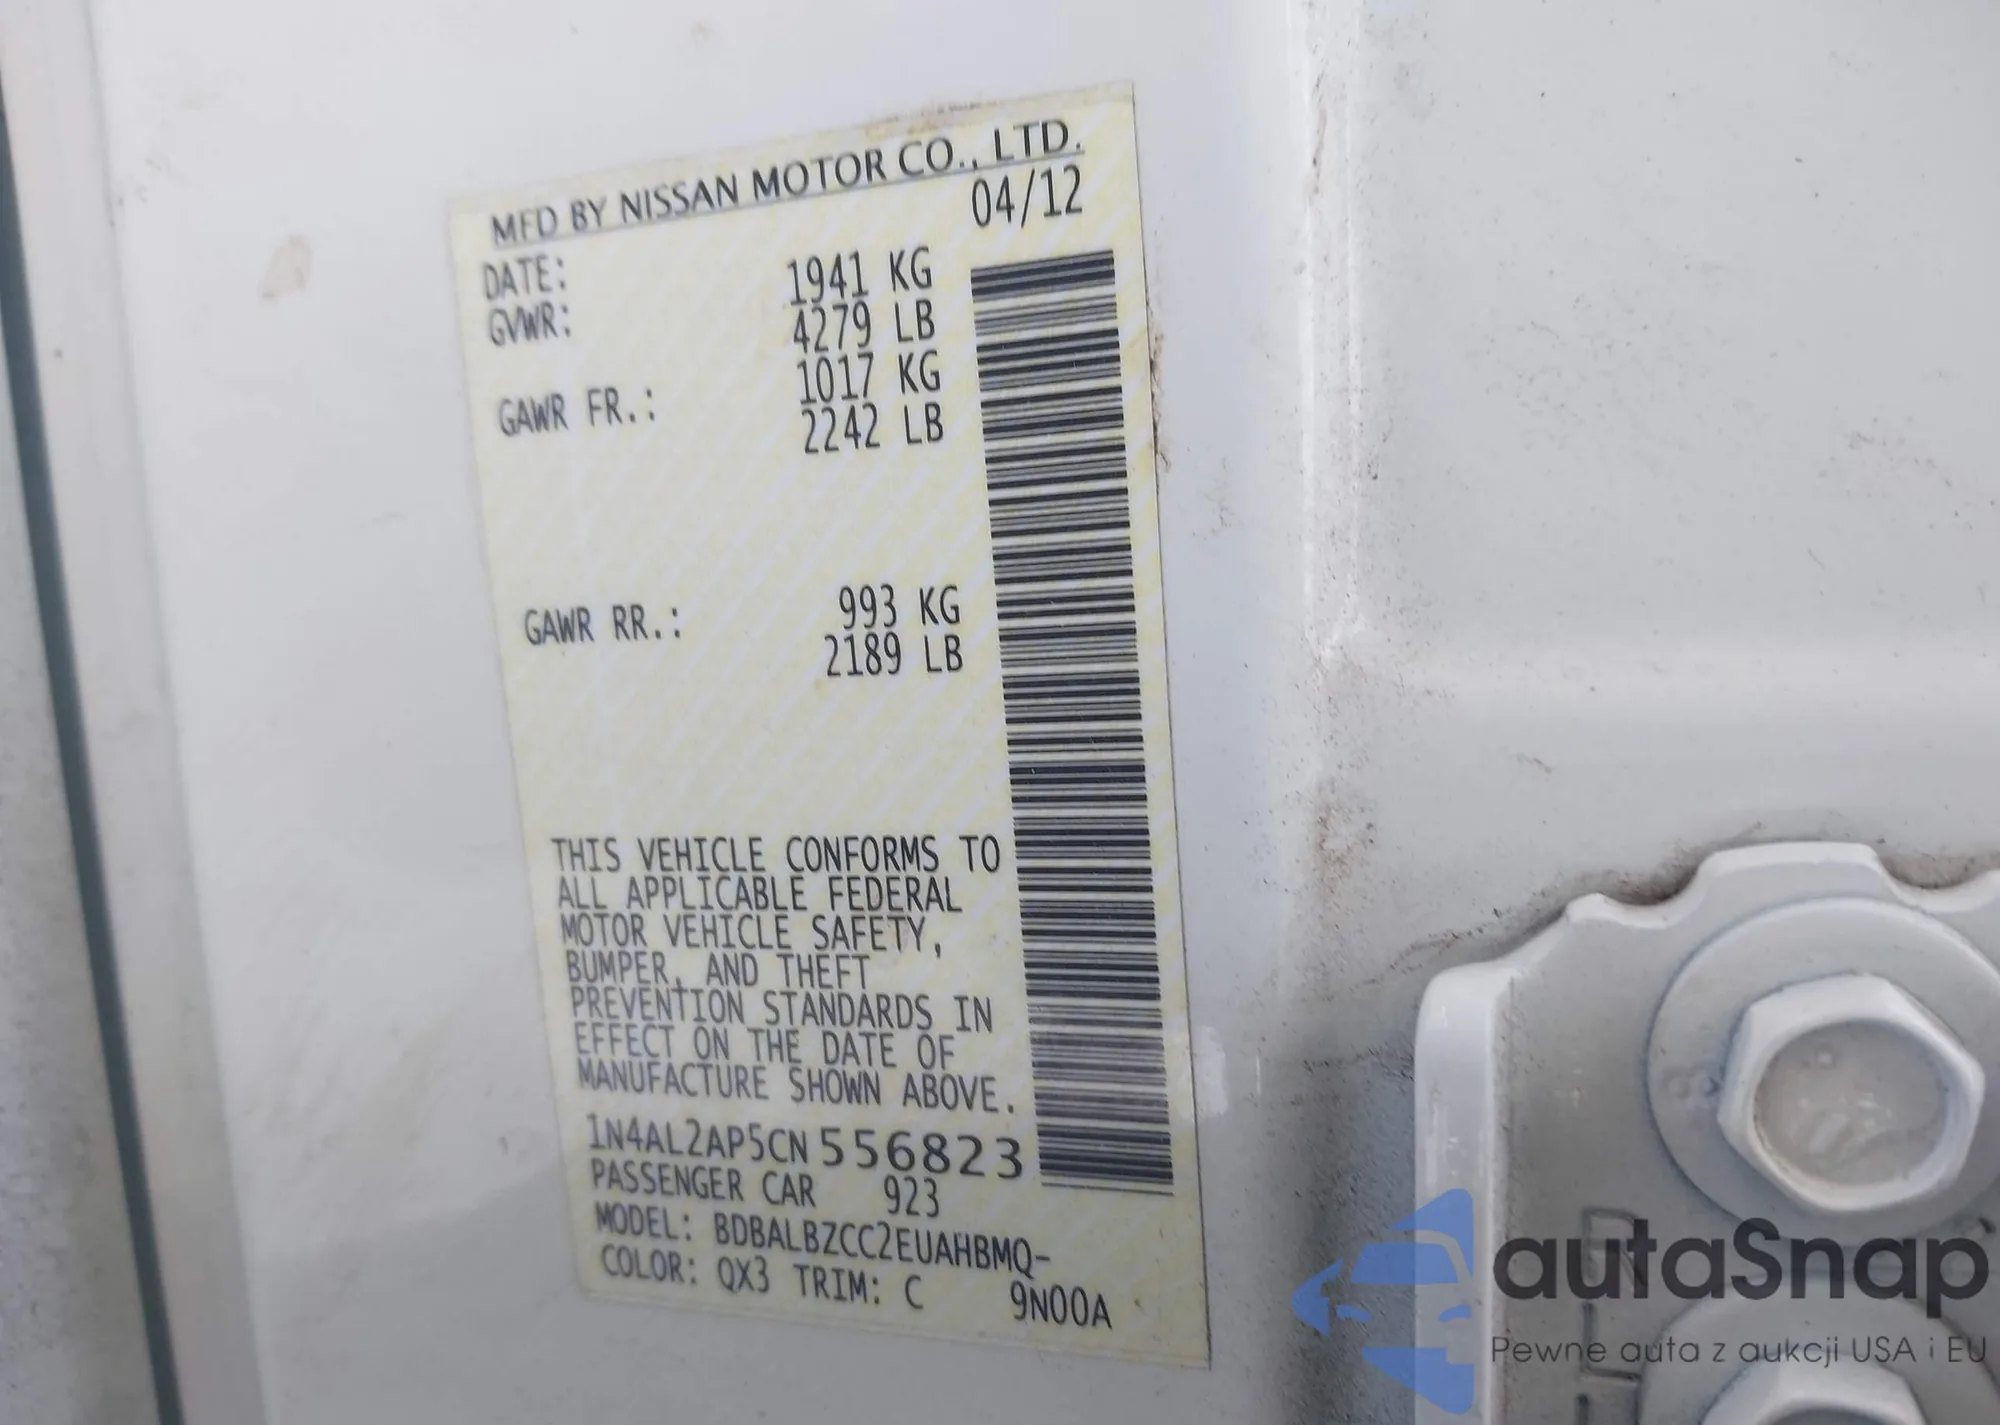 MFD BY NISSAN MOTOR CO., LTD.
DATE: 04/12
GVWR: 1941 KG
4279 LB
GAWR FR.: 1017 KG
2242 LB
GAWR RR.: 993 KG
2189 LB
THIS VEHICLE CONFORMS TO
ALL APPLICABLE FEDERAL
MOTOR VEHICLE SAFETY,
BUMPER, AND THEFT
PREVENTION STANDARDS IN
EFFECT ON THE DATE OF
MANUFACTURE SHOWN ABOVE.
1N4AL2AP5CN556823
PASSENGER CAR 923
MODEL: BDBALBZCC2EUAHBMQ-
COLOR: QX3 TRIM: C 9N00A
autaSnap
Pewne auta z aukcji USA i EU